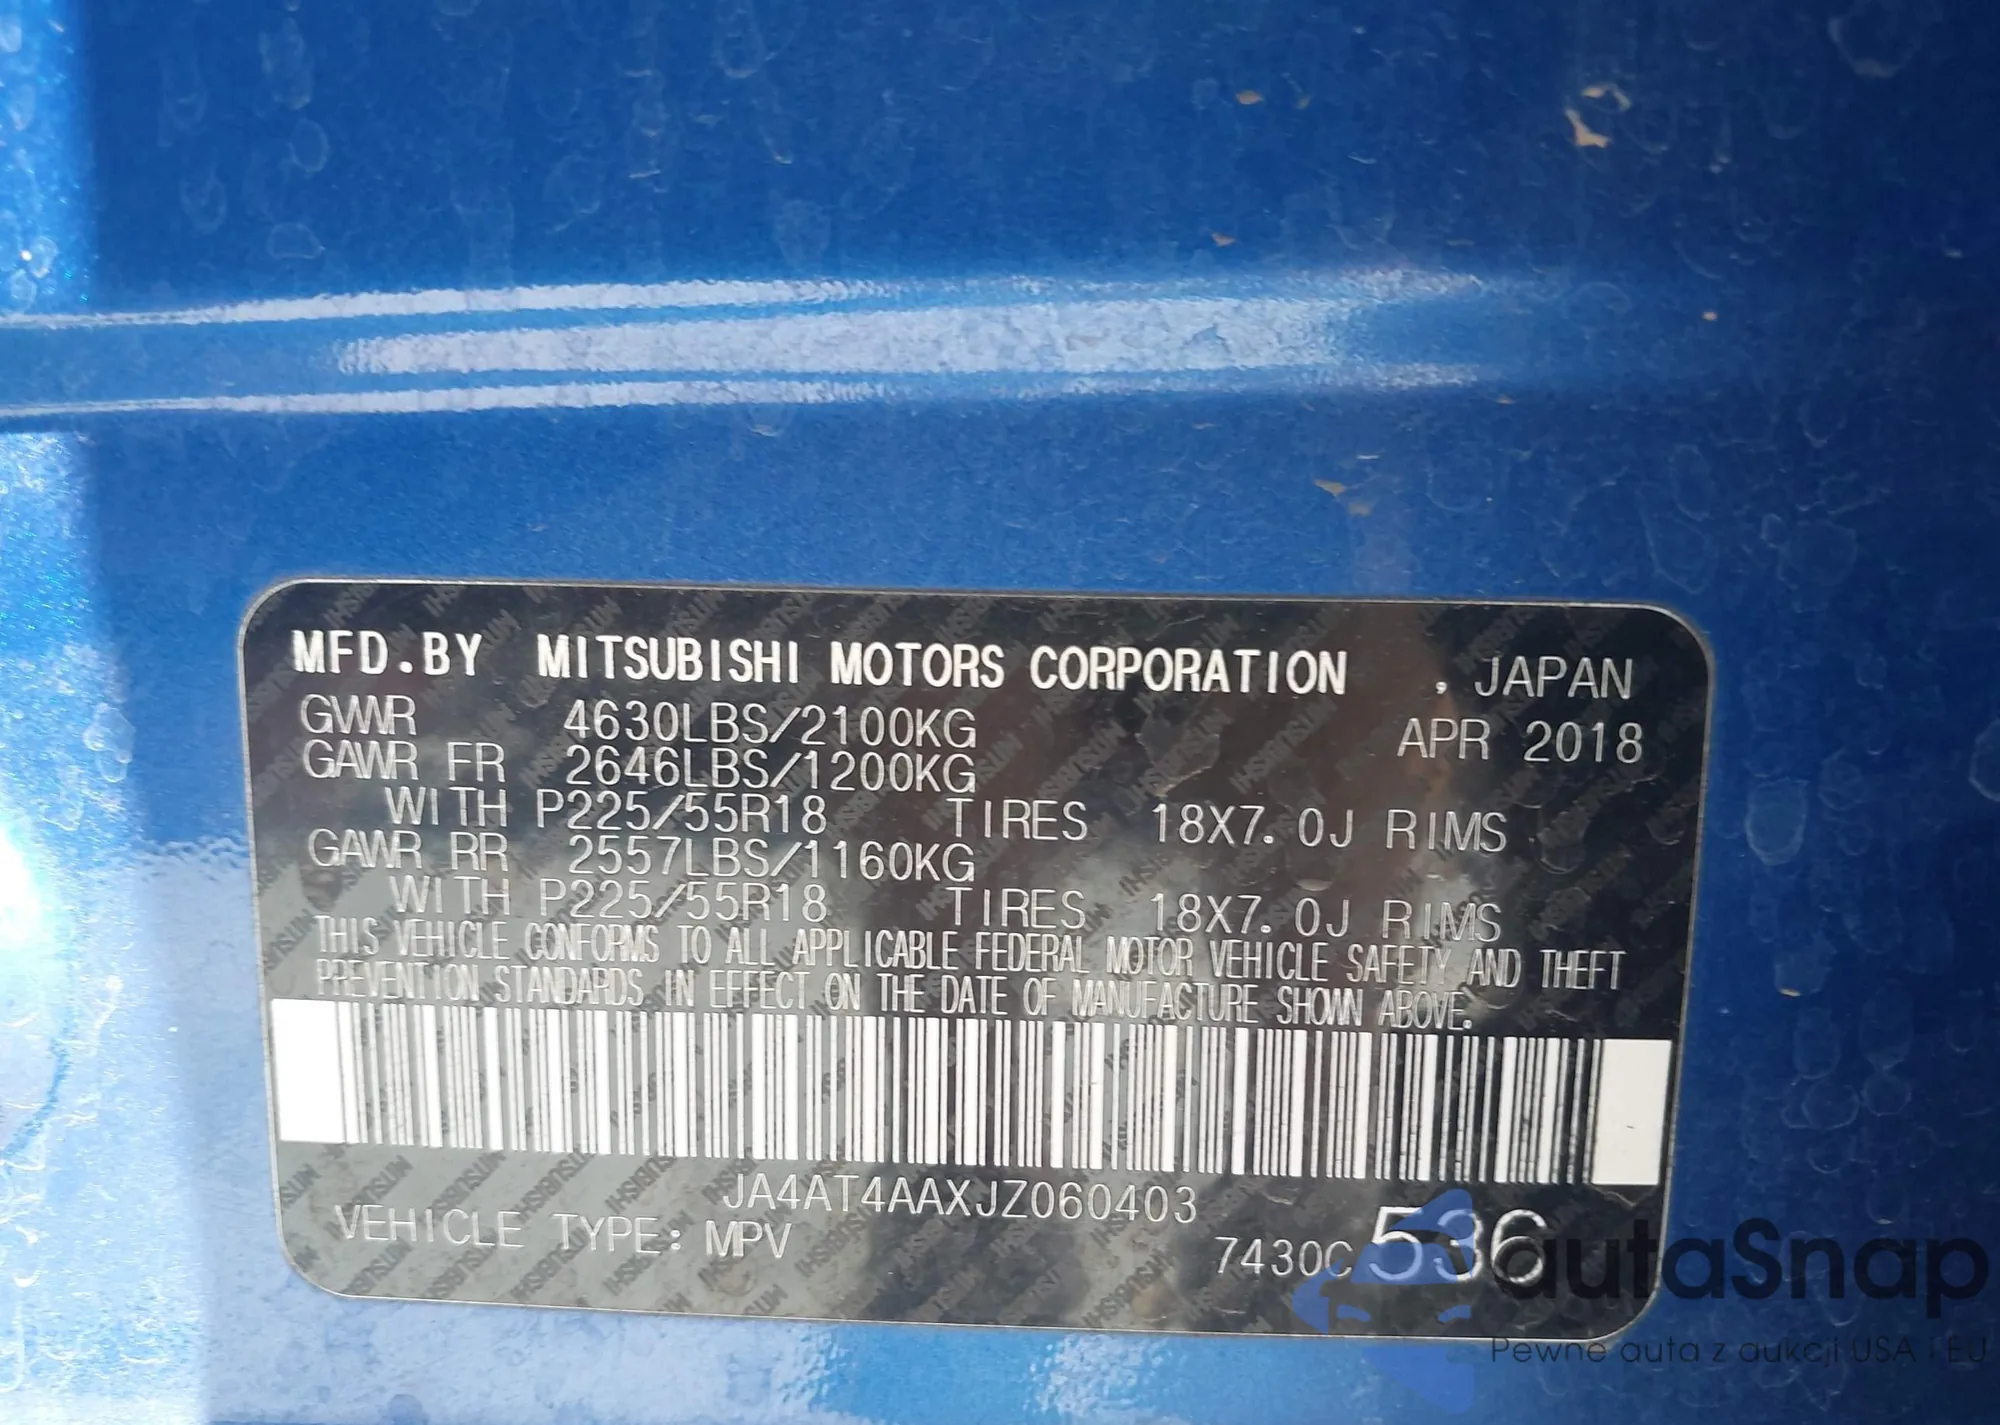 MFD.BY MITSUBISHI MOTORS CORPORATION , JAPAN
GVWR 4630LBS/2100KG APR 2018
GAWR FR 2646LBS/1200KG
WITH P225/55R18 TIRES 18X7.0J RIMS
GAWR RR 2557LBS/1160KG
WITH P225/55R18 TIRES 18X7.0J RIMS
THIS VEHICLE CONFORMS TO ALL APPLICABLE FEDERAL MOTOR VEHICLE SAFETY AND THEFT
PREVENTION STANDARDS IN EFFECT ON THE DATE OF MANUFACTURE SHOWN ABOVE.
JA4AT4AAXJZ060403
VEHICLE TYPE: MPV 7430C 536
autaSnap
Pewne auta z aukcji USA i EU